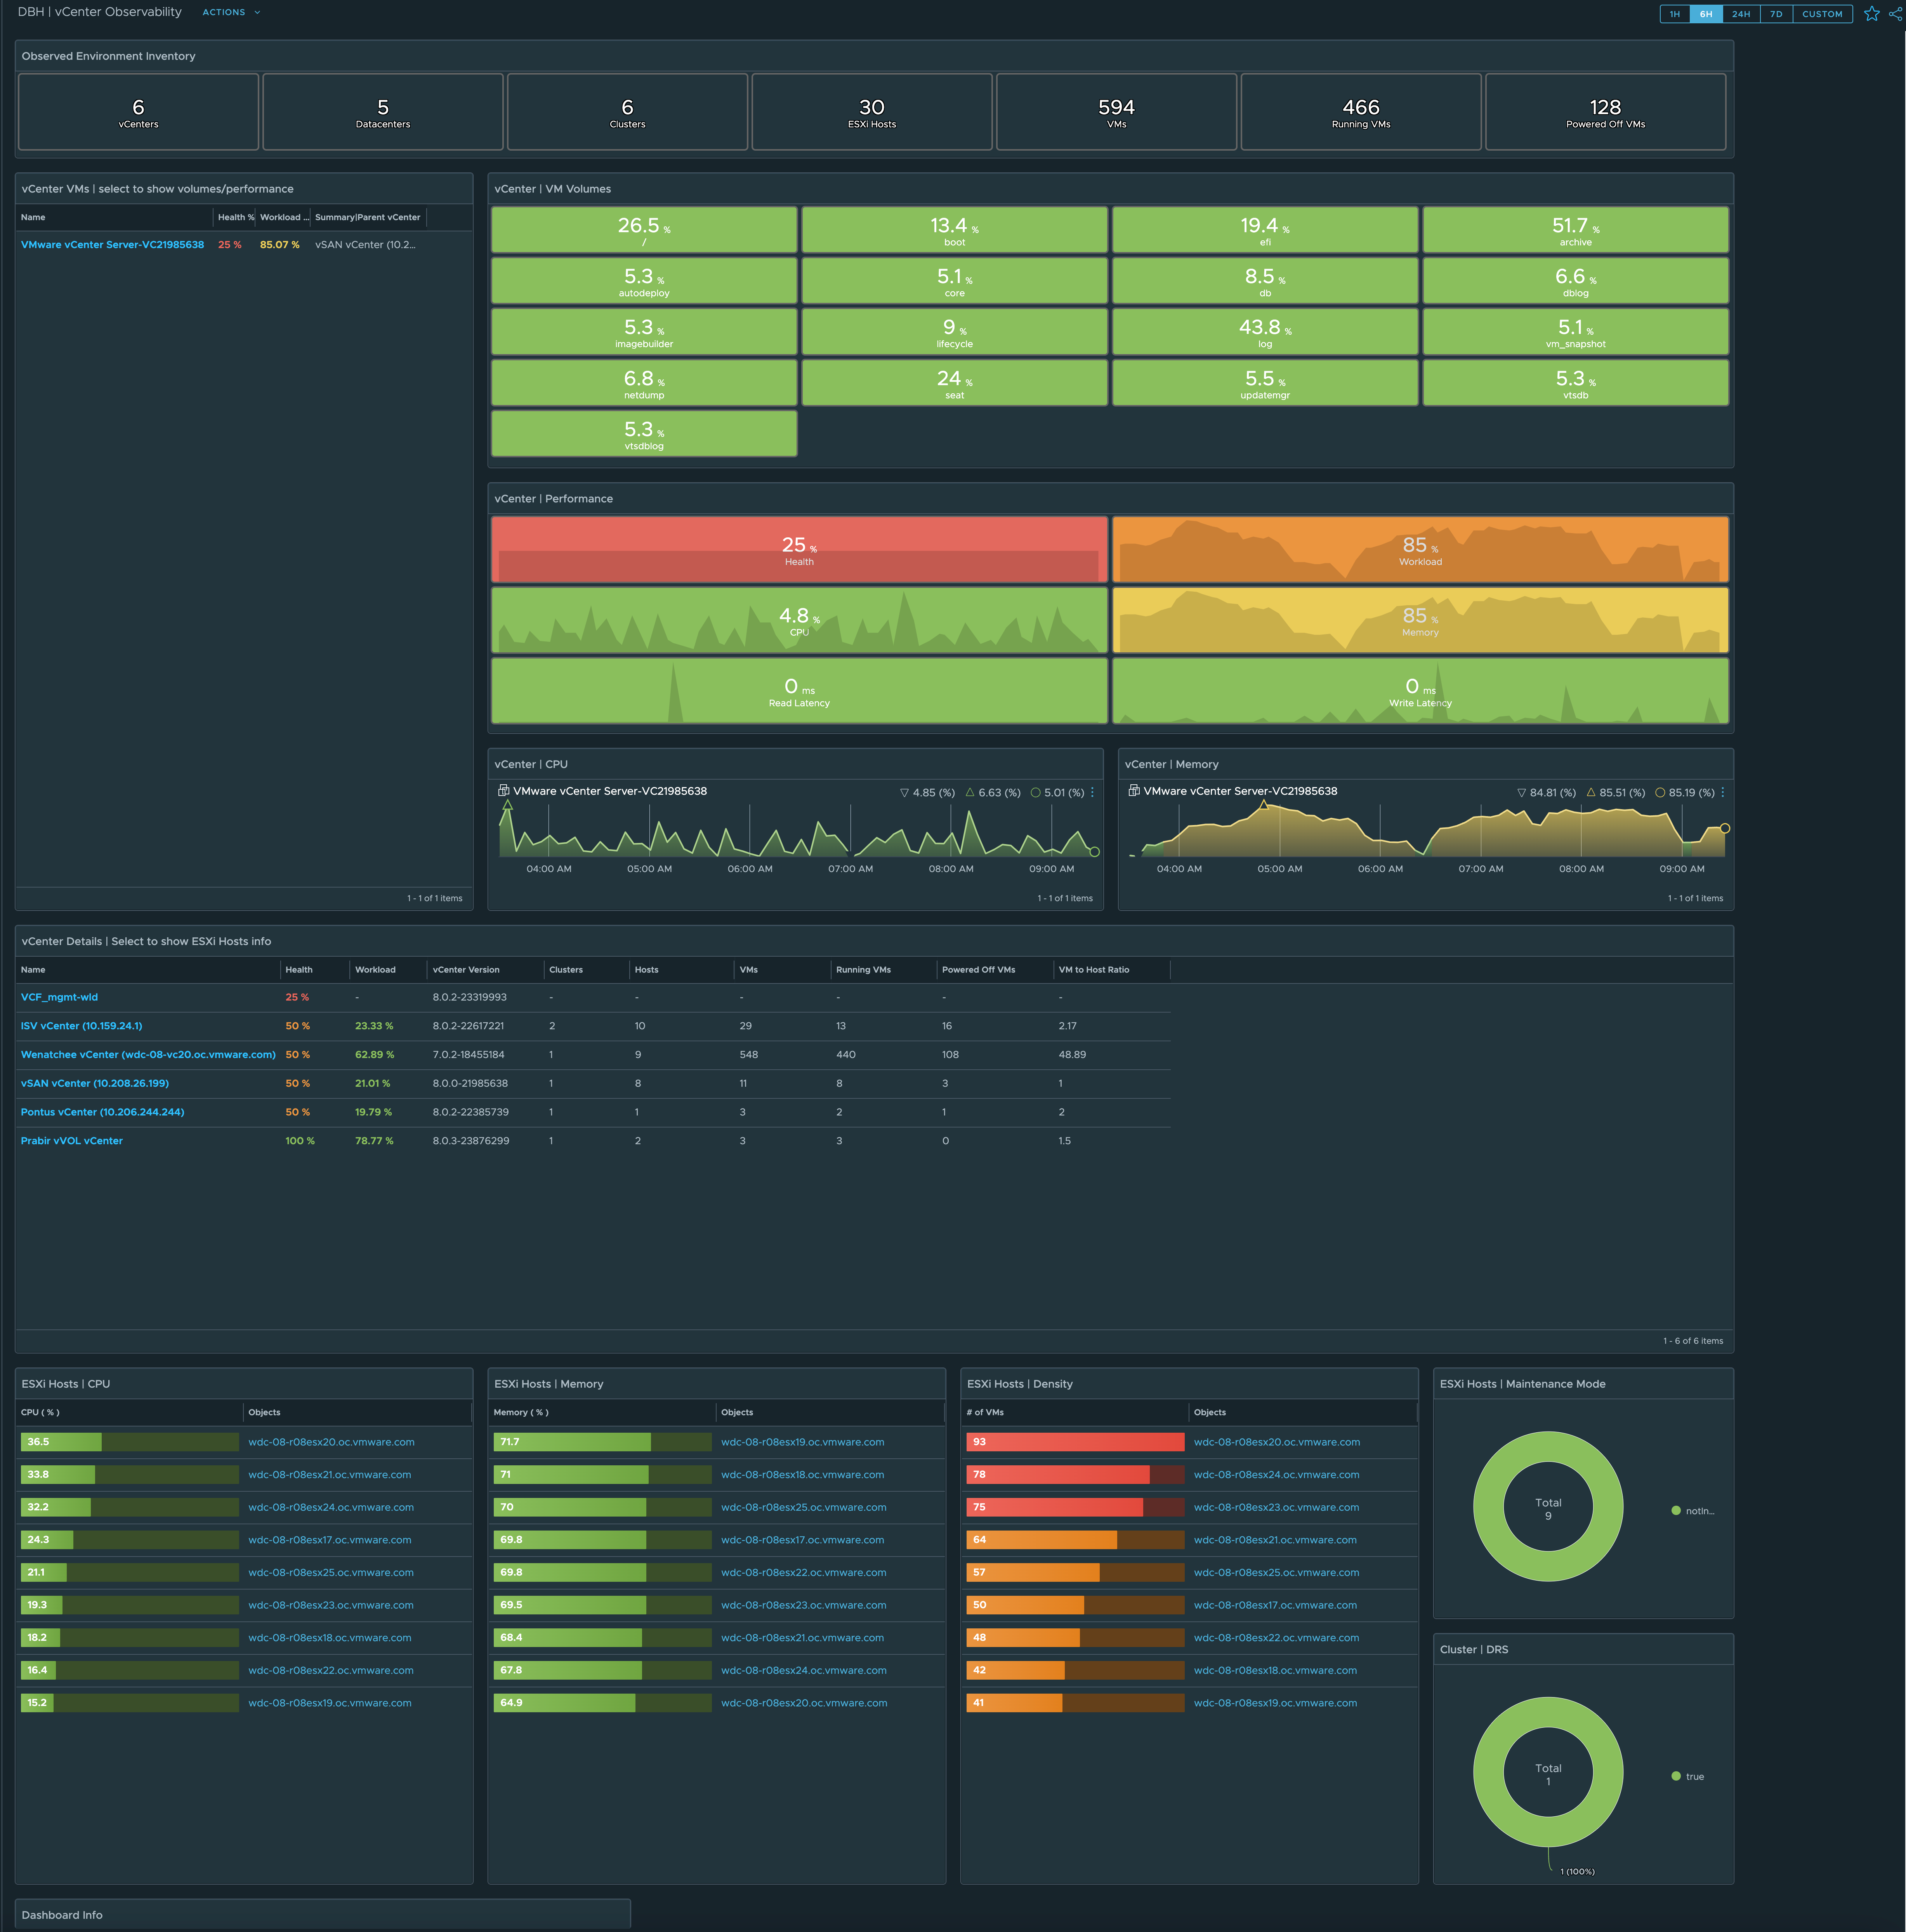 DBH | vCenter Observability ACTIONS 1H 6H 24H 7D CUSTOM
Observed Environment Inventory
6 5 6 30 594 466 128
vCenters Datacenters Clusters ESXi Hosts VMs Running VMs Powered Off VMs
vCenter VMs | select to show volumes/performance
Name Health % Workload ... Summary|Parent vCenter
VMware vCenter Server-VC21985638 25 % 85.07 % vSAN vCenter (10.2...
1 - 1 of 1 items
vCenter | VM Volumes
26.5 % 13.4 % 19.4 % 51.7 %
/ boot efi archive
5.3 % 5.1 % 8.5 % 6.6 %
autodeploy core db dblog
5.3 % 9 % 43.8 % 5.1 %
imagebuilder lifecycle log vm_snapshot
6.8 % 24 % 5.5 % 5.3 %
netdump seat updatemgr vtsdb
5.3 %
vtsdblog
vCenter | Performance
25 % 85 %
Health Workload
4.8 % 85 %
CPU Memory
0 ms 0 ms
Read Latency Write Latency
vCenter | CPU
VMware vCenter Server-VC21985638 4.85 (%) 6.63 (%) 5.01 (%)
04:00 AM 05:00 AM 06:00 AM 07:00 AM 08:00 AM 09:00 AM
1 - 1 of 1 items
vCenter | Memory
VMware vCenter Server-VC21985638 84.81 (%) 85.51 (%) 85.19 (%)
04:00 AM 05:00 AM 06:00 AM 07:00 AM 08:00 AM 09:00 AM
1 - 1 of 1 items
vCenter Details | Select to show ESXi Hosts info
Name Health Workload vCenter Version Clusters Hosts VMs Running VMs Powered Off VMs VM to Host Ratio
VCF_mgmt-wld 25 % - 8.0.2-23319993 - - - - - -
ISV vCenter (10.159.24.1) 50 % 23.33 % 8.0.2-22617221 2 10 29 13 16 2.17
Wenatchee vCenter (wdc-08-vc20.oc.vmware.com) 50 % 62.89 % 7.0.2-18455184 1 9 548 440 108 48.89
vSAN vCenter (10.208.26.199) 50 % 21.01 % 8.0.0-21985638 1 8 11 8 3 1
Pontus vCenter (10.206.244.244) 50 % 19.79 % 8.0.2-22385739 1 1 3 2 1 2
Prabir vVOL vCenter 100 % 78.77 % 8.0.3-23876299 1 2 3 3 0 1.5
1 - 6 of 6 items
ESXi Hosts | CPU
CPU ( % ) Objects
36.5 wdc-08-r08esx20.oc.vmware.com
33.8 wdc-08-r08esx21.oc.vmware.com
32.2 wdc-08-r08esx24.oc.vmware.com
24.3 wdc-08-r08esx17.oc.vmware.com
21.1 wdc-08-r08esx25.oc.vmware.com
19.3 wdc-08-r08esx23.oc.vmware.com
18.2 wdc-08-r08esx18.oc.vmware.com
16.4 wdc-08-r08esx22.oc.vmware.com
15.2 wdc-08-r08esx19.oc.vmware.com
ESXi Hosts | Memory
Memory ( % ) Objects
71.7 wdc-08-r08esx19.oc.vmware.com
71 wdc-08-r08esx18.oc.vmware.com
70 wdc-08-r08esx25.oc.vmware.com
69.8 wdc-08-r08esx17.oc.vmware.com
69.8 wdc-08-r08esx22.oc.vmware.com
69.5 wdc-08-r08esx23.oc.vmware.com
68.4 wdc-08-r08esx21.oc.vmware.com
67.8 wdc-08-r08esx24.oc.vmware.com
64.9 wdc-08-r08esx20.oc.vmware.com
ESXi Hosts | Density
# of VMs Objects
93 wdc-08-r08esx20.oc.vmware.com
78 wdc-08-r08esx24.oc.vmware.com
75 wdc-08-r08esx23.oc.vmware.com
64 wdc-08-r08esx21.oc.vmware.com
57 wdc-08-r08esx25.oc.vmware.com
50 wdc-08-r08esx17.oc.vmware.com
48 wdc-08-r08esx22.oc.vmware.com
42 wdc-08-r08esx18.oc.vmware.com
41 wdc-08-r08esx19.oc.vmware.com
ESXi Hosts | Maintenance Mode
Total
9
notIn...
Cluster | DRS
Total
1
true
1 (100%)
Dashboard Info